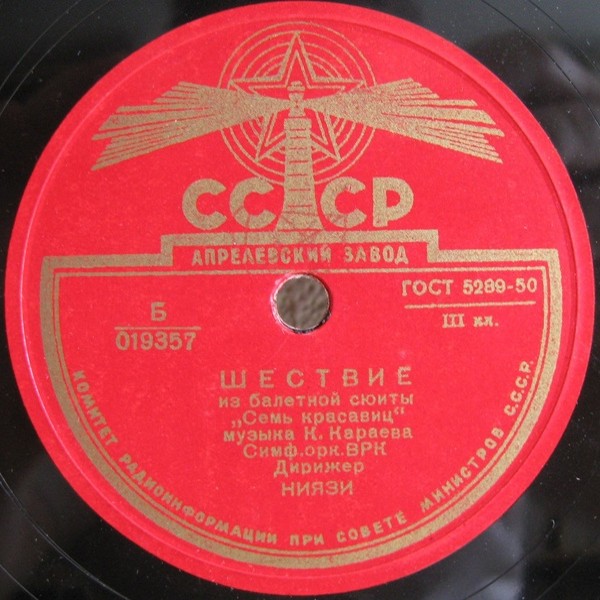 СССР
АПРЕЛЕВСКИЙ ЗАВОД
ГОСТ 5289-50
III кл.
Б
019357
ШЕСТВИЕ
из балетной сюиты
„Семь красавиц"
музыка К. Караева
Симф.орк.ВРК
Дирижер
НИЯЗИ
КОМИТЕТ РАДИОИНФОРМАЦИИ ПРИ СОВЕТЕ МИНИСТРОВ С.С.С.Р.